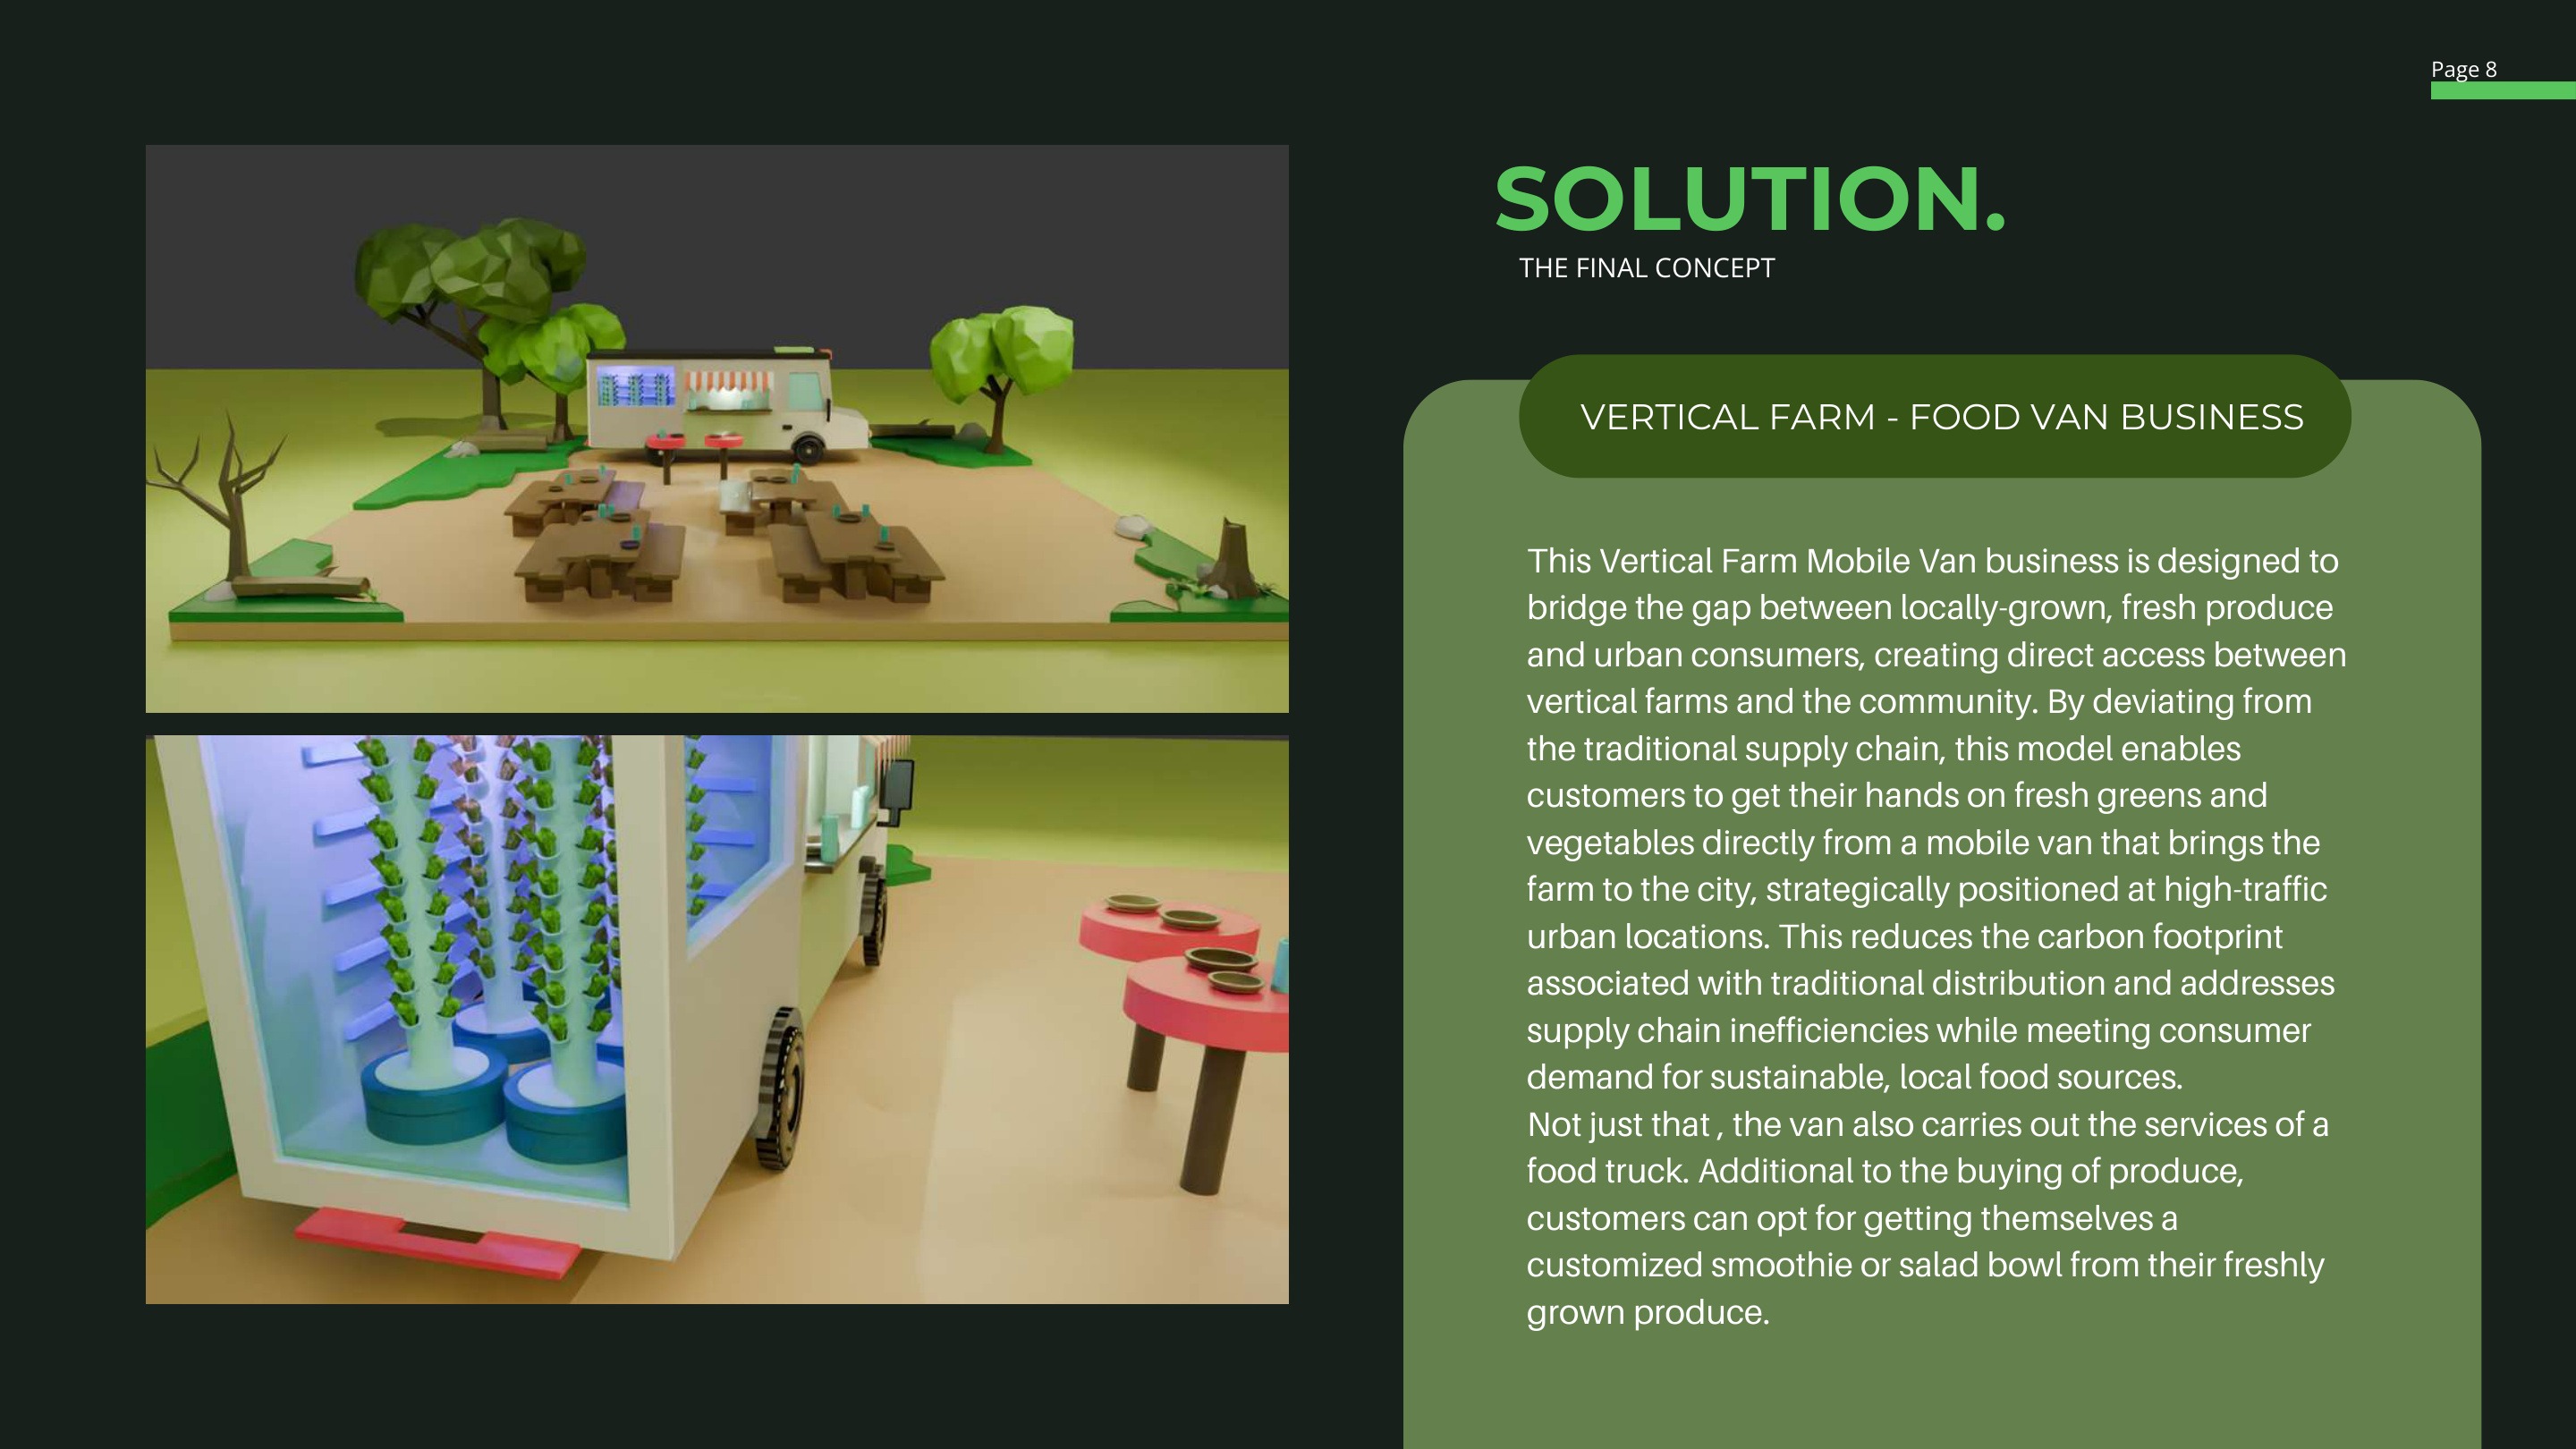 Page 8
SOLUTION.
THE FINAL CONCEPT
VERTICAL FARM - FOOD VAN BUSINESS
This Vertical Farm Mobile Van business is designed to
bridge the gap between locally-grown, fresh produce
and urban consumers, creating direct access between
vertical farms and the community. By deviating from
the traditional supply chain, this model enables
customers to get their hands on fresh greens and
vegetables directly from a mobile van that brings the
farm to the city, strategically positioned at high-traffic
urban locations. This reduces the carbon footprint
associated with traditional distribution and addresses
supply chain inefficiencies while meeting consumer
demand for sustainable, local food sources.
Not just that , the van also carries out the services of a
food truck. Additional to the buying of produce,
customers can opt for getting themselves a
customized smoothie or salad bowl from their freshly
grown produce.